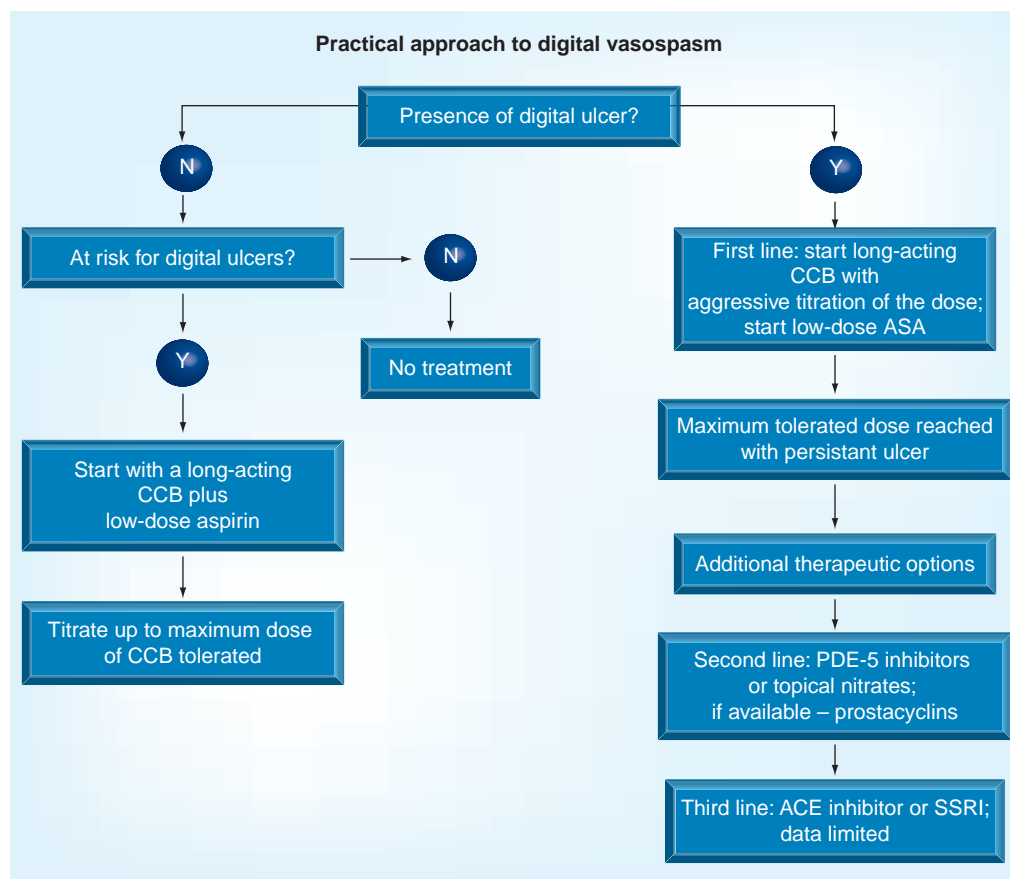 Practical approach to digital vasospasm
Presence of digital ulcer?
N
Y
At risk for digital ulcers?
N
No treatment
Y
Start with a long-acting
CCB plus
low-dose aspirin
Titrate up to maximum dose
of CCB tolerated
First line: start long-acting
CCB with
aggressive titration of the dose;
start low-dose ASA
Maximum tolerated dose reached
with persistant ulcer
Additional therapeutic options
Second line: PDE-5 inhibitors
or topical nitrates;
if available – prostacyclins
Third line: ACE inhibitor or SSRI;
data limited